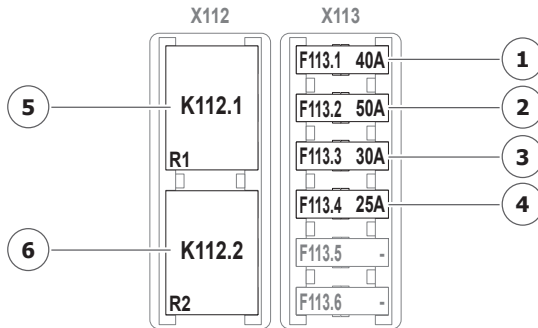 X112 X113
F113.1 40A 1
5 K112.1 F113.2 50A 2
R1 F113.3 30A 3
F113.4 25A 4
6 K112.2 F113.5 -
R2 F113.6 -